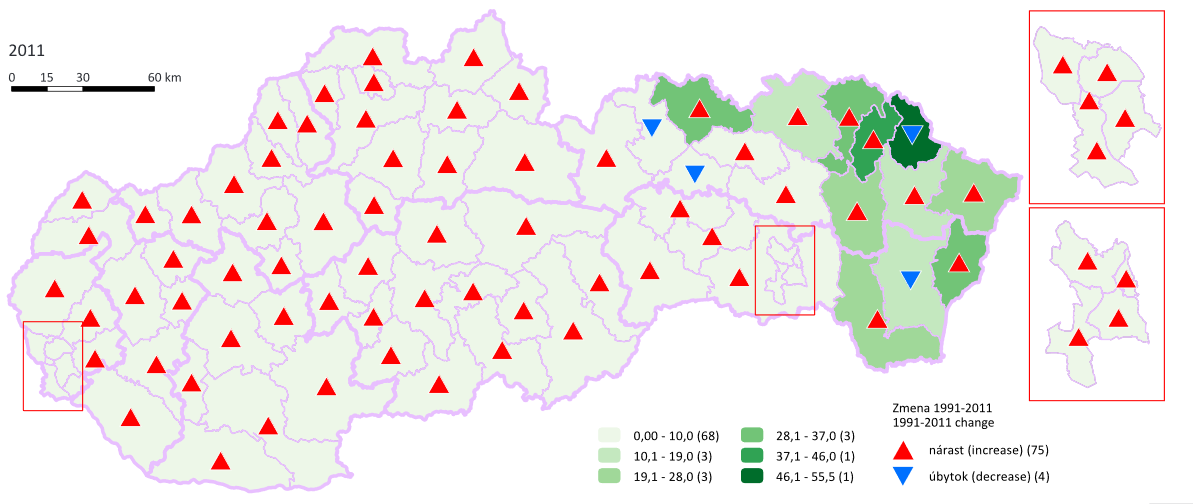 2011
0 15 30 60 km
Zmena 1991-2011
1991-2011 change
0,00 - 10,0 (68)
10,1 - 19,0 (3)
19,1 - 28,0 (3)
28,1 - 37,0 (3)
37,1 - 46,0 (1)
46,1 - 55,5 (1)
nárast (increase) (75)
úbytok (decrease) (4)